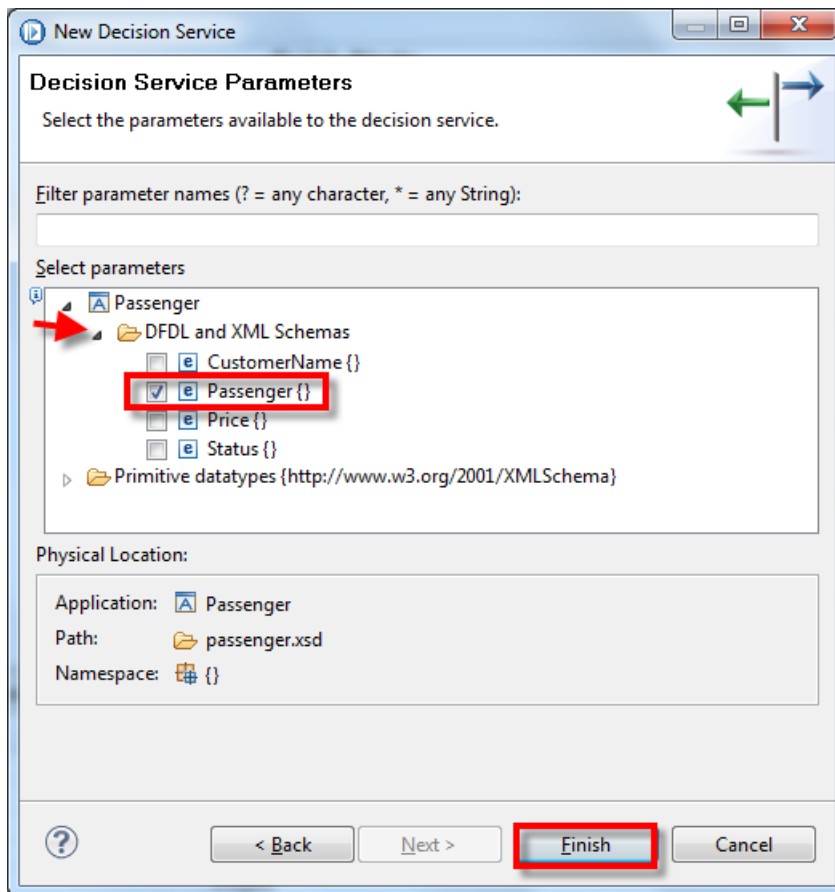 New Decision Service
Decision Service Parameters
Select the parameters available to the decision service.
Filter parameter names (? = any character, * = any String):
Select parameters
Passenger
DFDL and XML Schemas
CustomerName {}
Passenger {}
Price {}
Status {}
Primitive datatypes {http://www.w3.org/2001/XMLSchema}
Physical Location:
Application: Passenger
Path: passenger.xsd
Namespace: {}
< Back Next > Finish Cancel